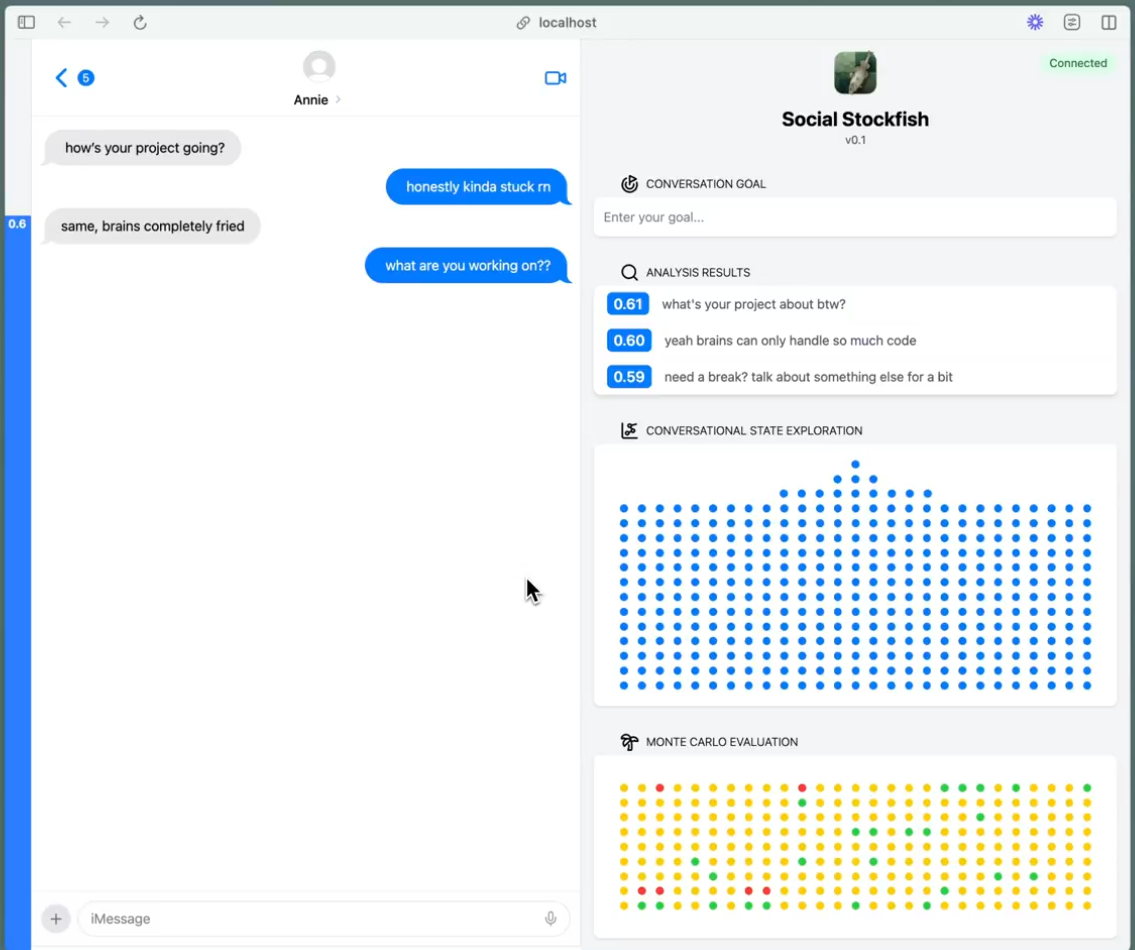 localhost
5
Annie
how's your project going?
honestly kinda stuck rn
0.6
same, brains completely fried
what are you working on??
iMessage
Connected
Social Stockfish
v0.1
CONVERSATION GOAL
Enter your goal...
ANALYSIS RESULTS
0.61 what's your project about btw?
0.60 yeah brains can only handle so much code
0.59 need a break? talk about something else for a bit
CONVERSATIONAL STATE EXPLORATION
MONTE CARLO EVALUATION